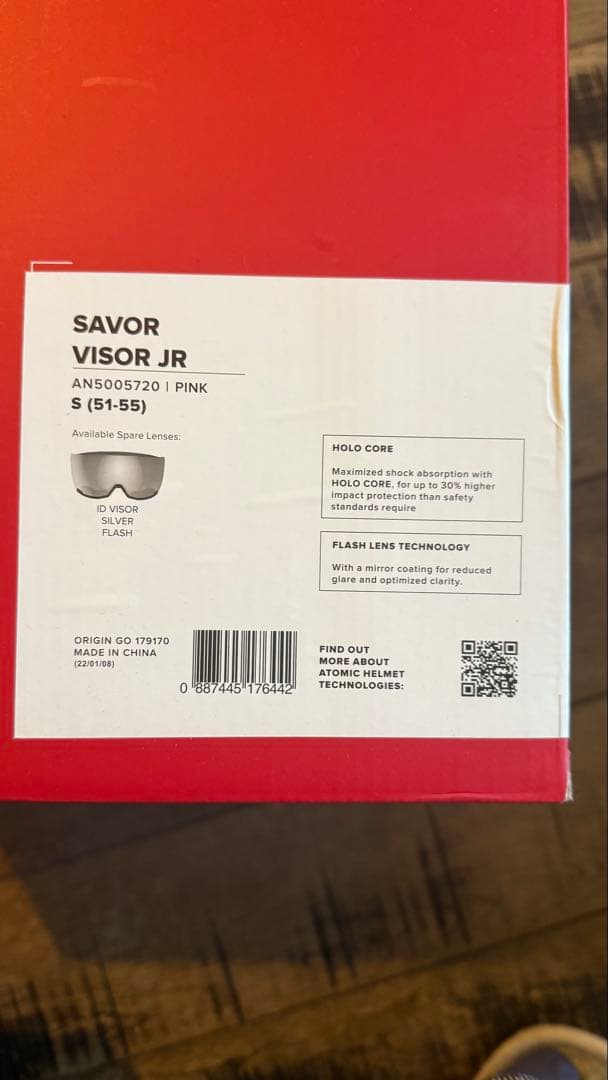 SAVOR
VISOR JR
AN5005720 | PINK
S (51-55)
Available Spare Lenses:
ID VISOR
SILVER
FLASH
HOLO CORE
Maximized shock absorption with
HOLO CORE, for up to 30% higher
impact protection than safety
standards require
FLASH LENS TECHNOLOGY
With a mirror coating for reduced
glare and optimized clarity.
ORIGIN GO 179170
MADE IN CHINA
(22/01/08)
0 887445 176442
FIND OUT
MORE ABOUT
ATOMIC HELMET
TECHNOLOGIES: